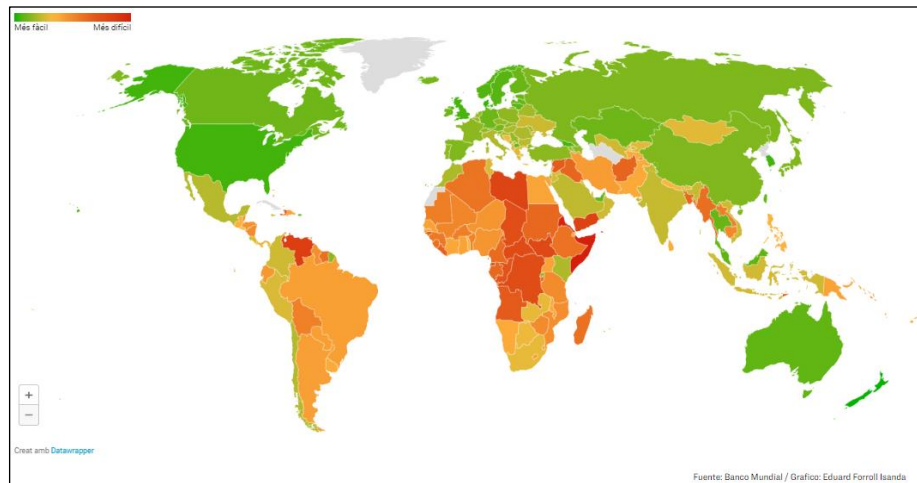 Més fàcil Més difícil
+
−
Creat amb Datawrapper
Fuente: Banco Mundial / Grafico: Eduard Forroll Isanda